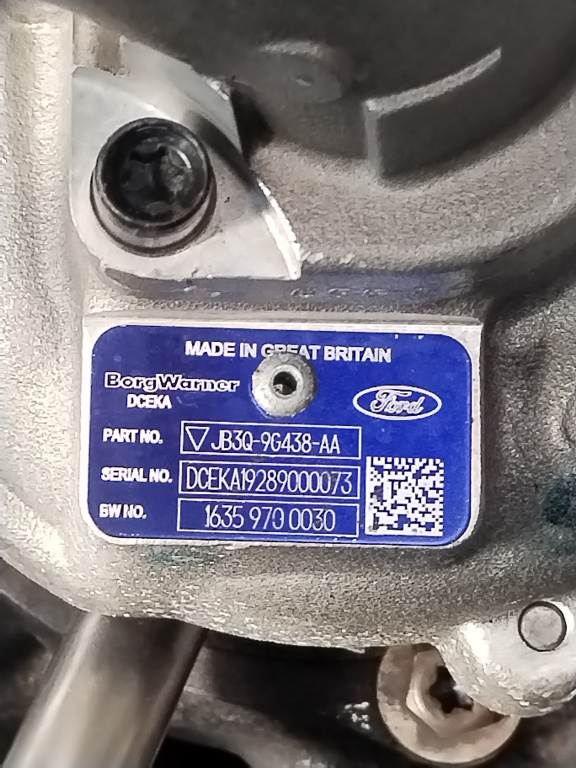 MADE IN GREAT BRITAIN
BorgWarner
DCEKA
Ford
PART NO. ▽ JB3Q-9G438-AA
SERIAL NO. DCEKA19289000073
BW NO. 1635 970 0030